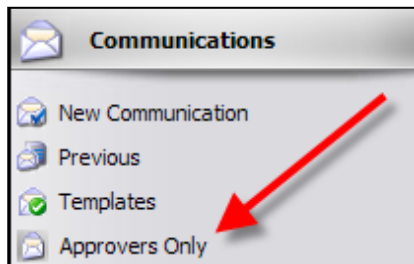 Communications
New Communication
Previous
Templates
Approvers Only